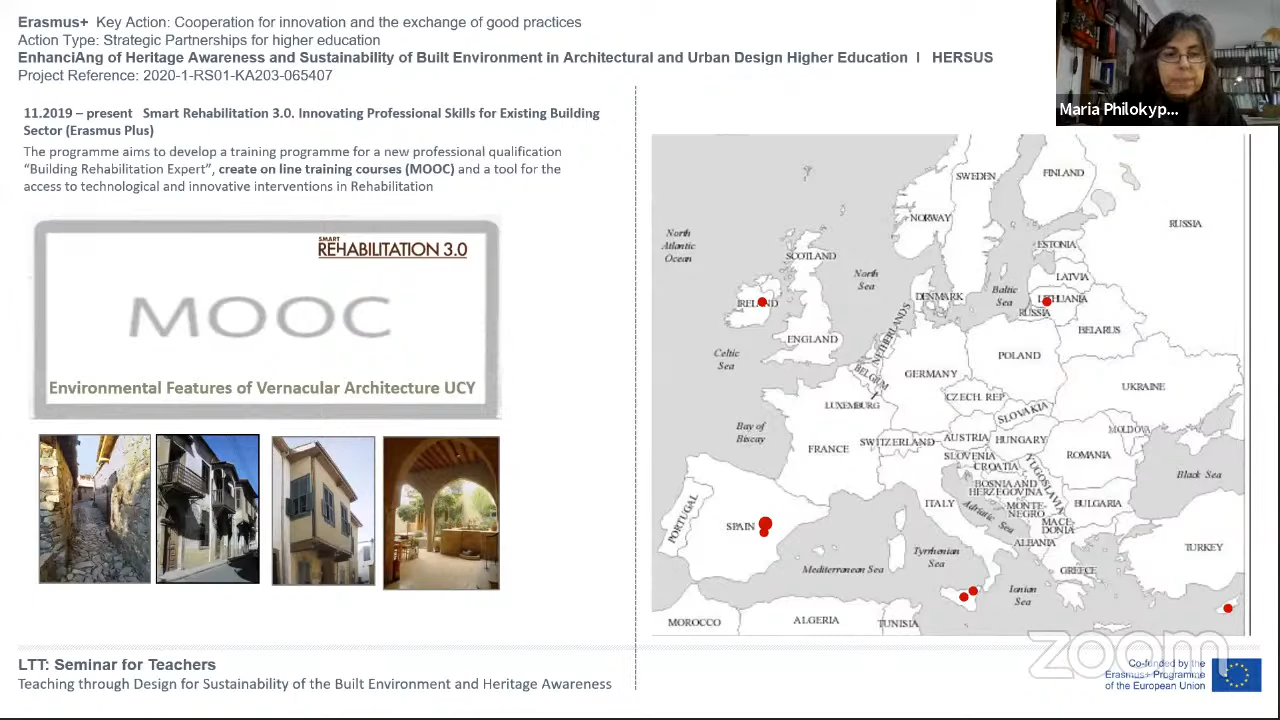 Erasmus+ Key Action: Cooperation for innovation and the exchange of good practices
Action Type: Strategic Partnerships for higher education
EnhanciAng of Heritage Awareness and Sustainability of Built Environment in Architectural and Urban Design Higher Education I HERSUS
Project Reference: 2020-1-RS01-KA203-065407
Maria Philokyp...
11.2019 – present Smart Rehabilitation 3.0. Innovating Professional Skills for Existing Building
Sector (Erasmus Plus)
The programme aims to develop a training programme for a new professional qualification
“Building Rehabilitation Expert”, create on line training courses (MOOC) and a tool for the
access to technological and innovative interventions in Rehabilitation
SMART
REHABILITATION 3.0
MOOC
Environmental Features of Vernacular Architecture UCY
FINLAND
SWEDEN
NORWAY
RUSSIA
North
Atlantic
Ocean
ESTONIA
SCOTLAND
North
Sea
LATVIA
Baltic
Sea
DENMARK
IRELAND
LITHUANIA
RUSSIA
BELARUS
ENGLAND
NETHERLANDS
Celtic
Sea
POLAND
BELGIUM
GERMANY
UKRAINE
LUXEMBURG
CZECH. REP
SLOVAKIA
Bay of
Biscay
MOLDOVA
FRANCE
SWITZERLAND
AUSTRIA
HUNGARY
SLOVENIA
ROMANIA
CROATIA
YUGOSLAVIA
Black Sea
BOSNIA AND
HERZEGOVINA
ITALY
Adriatic Sea
MONTE-
NEGRO
BULGARIA
PORTUGAL
SPAIN
MACE-
DONIA
ALBANIA
TURKEY
Tyrrhenian
Sea
Mediterranean Sea
GREECE
Ionian
Sea
MOROCCO
ALGERIA
TUNISIA
zoom
LTT: Seminar for Teachers
Teaching through Design for Sustainability of the Built Environment and Heritage Awareness
Co-funded by the
Erasmus+ Programme
of the European Union